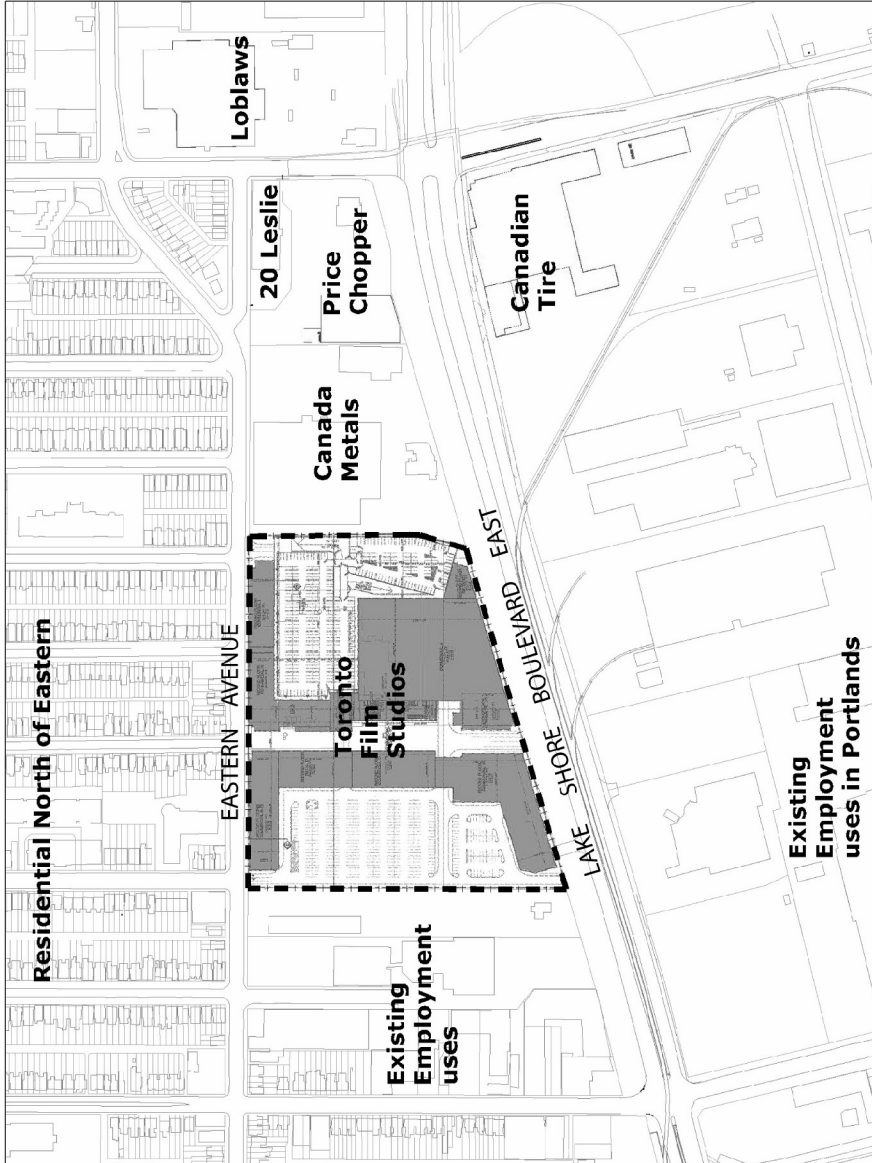 Residential North of Eastern
EASTERN AVENUE
Loblaws
20 Leslie
Price
Chopper
Canada
Metals
Toronto
Film
Studios
Existing
Employment
uses
Canadian
Tire
LAKE SHORE BOULEVARD EAST
Existing
Employment
uses in Portlands